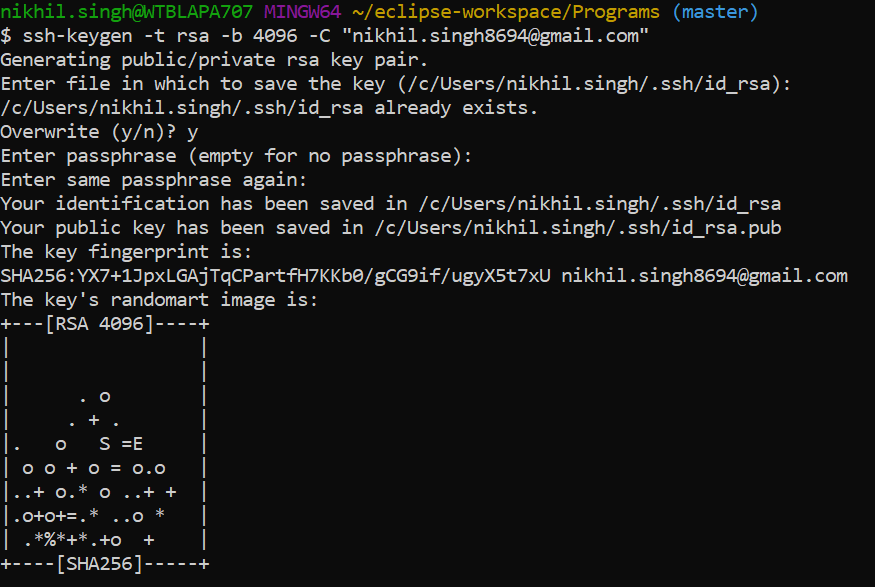 nikhil.singh@WTBLAPA707 MINGW64 ~/eclipse-workspace/Programs (master)
$ ssh-keygen -t rsa -b 4096 -C "nikhil.singh8694@gmail.com"
Generating public/private rsa key pair.
Enter file in which to save the key (/c/Users/nikhil.singh/.ssh/id_rsa):
/c/Users/nikhil.singh/.ssh/id_rsa already exists.
Overwrite (y/n)? y
Enter passphrase (empty for no passphrase):
Enter same passphrase again:
Your identification has been saved in /c/Users/nikhil.singh/.ssh/id_rsa
Your public key has been saved in /c/Users/nikhil.singh/.ssh/id_rsa.pub
The key fingerprint is:
SHA256:YX7+1JpxLGAjTqCPartfH7KKb0/gCG9if/ugyX5t7xU nikhil.singh8694@gmail.com
The key's randomart image is:
+---[RSA 4096]----+
|                 |
|                 |
|      . o        |
|     . + .       |
|.   o   S =E     |
| o o + o = o.o   |
|..+ o.* o ..+ +  |
|.o+o+=.* ..o *   |
| .*%*+*.+o  +    |
+----[SHA256]-----+